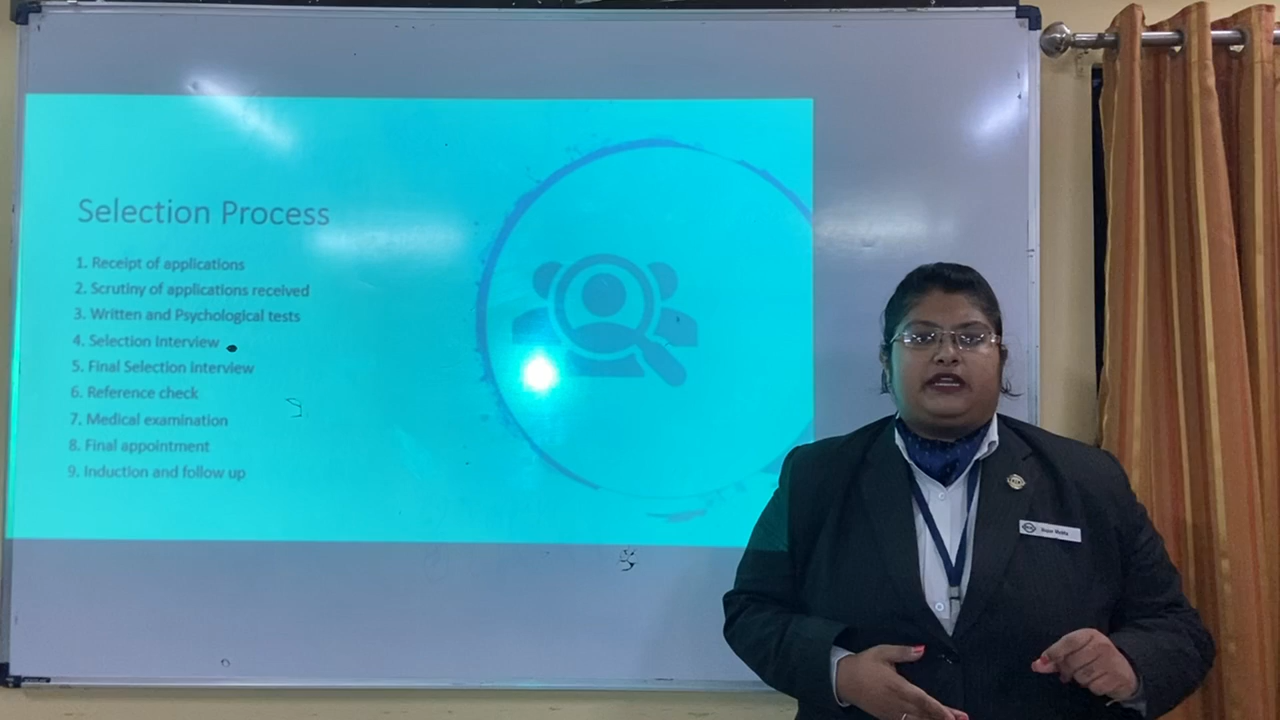 Selection Process
1. Receipt of applications
2. Scrutiny of applications received
3. Written and Psychological tests
4. Selection Interview
5. Final Selection Interview
6. Reference check
7. Medical examination
8. Final appointment
9. Induction and follow up